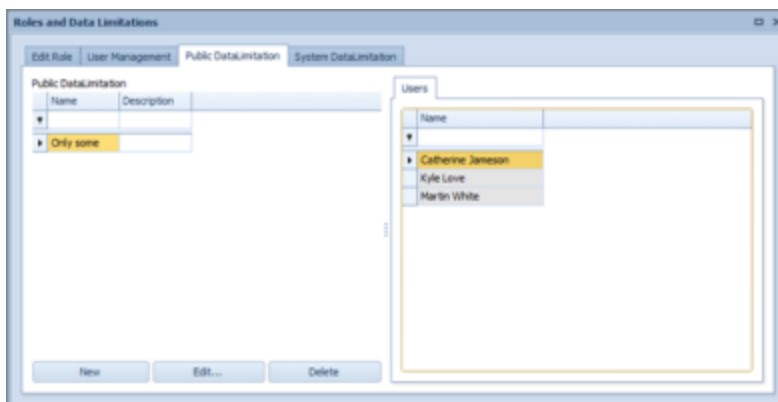 Roles and Data Limitations
Edit Role
User Management
Public DataLimitation
System DataLimitation
Public DataLimitation
Name
Description
Only some
New
Edit...
Delete
Users
Name
Catherine Jameson
Kyle Love
Martin White